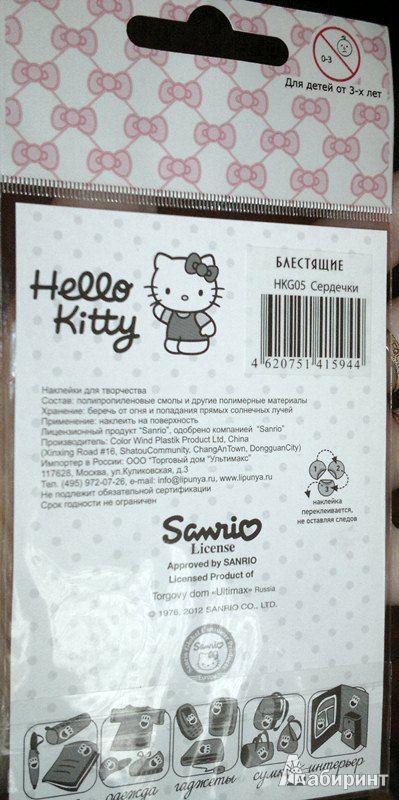 0-3
Для детей от 3-х лет
Hello
Kitty
БЛЕСТЯЩИЕ
HKG05 Сердечки
4 620751 415944
Наклейки для творчества
Состав: полипропиленовые смолы и другие полимерные материалы
Хранение: беречь от огня и попадания прямых солнечных лучей
Применение: наклеить на поверхность
Лицензионный продукт "Sanrio", одобрено компанией "Sanrio"
Производитель: Color Wind Plastik Product Ltd, China
(Xinxing Road #16, ShatouCommunity, ChangAnTown, DongguanCity)
Импортер в России: ООО "Торговый дом "Ультимакс"
117628, Москва, ул.Куликовская, д.3
Тел. (495) 972-07-26, e-mail: info@lipunya.ru, www.lipunya.ru
Не подлежит обязательной сертификации
Срок годности не ограничен
1
2
3
наклейка
переклеивается,
не оставляя следов
Sanrio
License
Approved by SANRIO
Licensed Product of
Torgovy dom «Ultimax» Russia
© 1976, 2012 SANRIO CO., LTD.
Sanrio
одежда
гаджеты
сумки
интерьер
Лабиринт